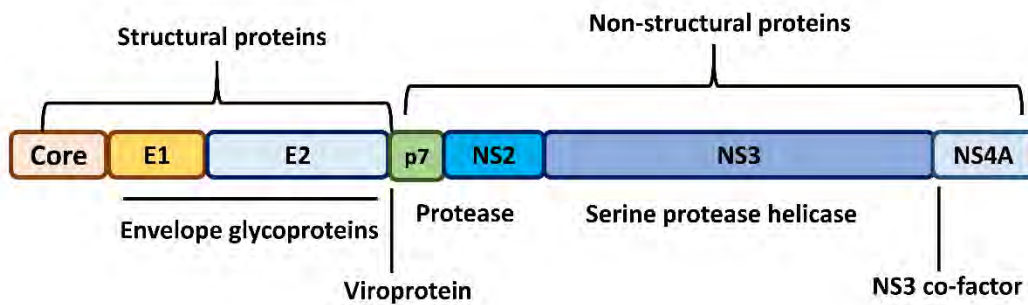 Structural proteins
Non-structural proteins
Core E1 E2 p7 NS2 NS3 NS4A
Envelope glycoproteins
Protease
Serine protease helicase
Viroprotein
NS3 co-factor